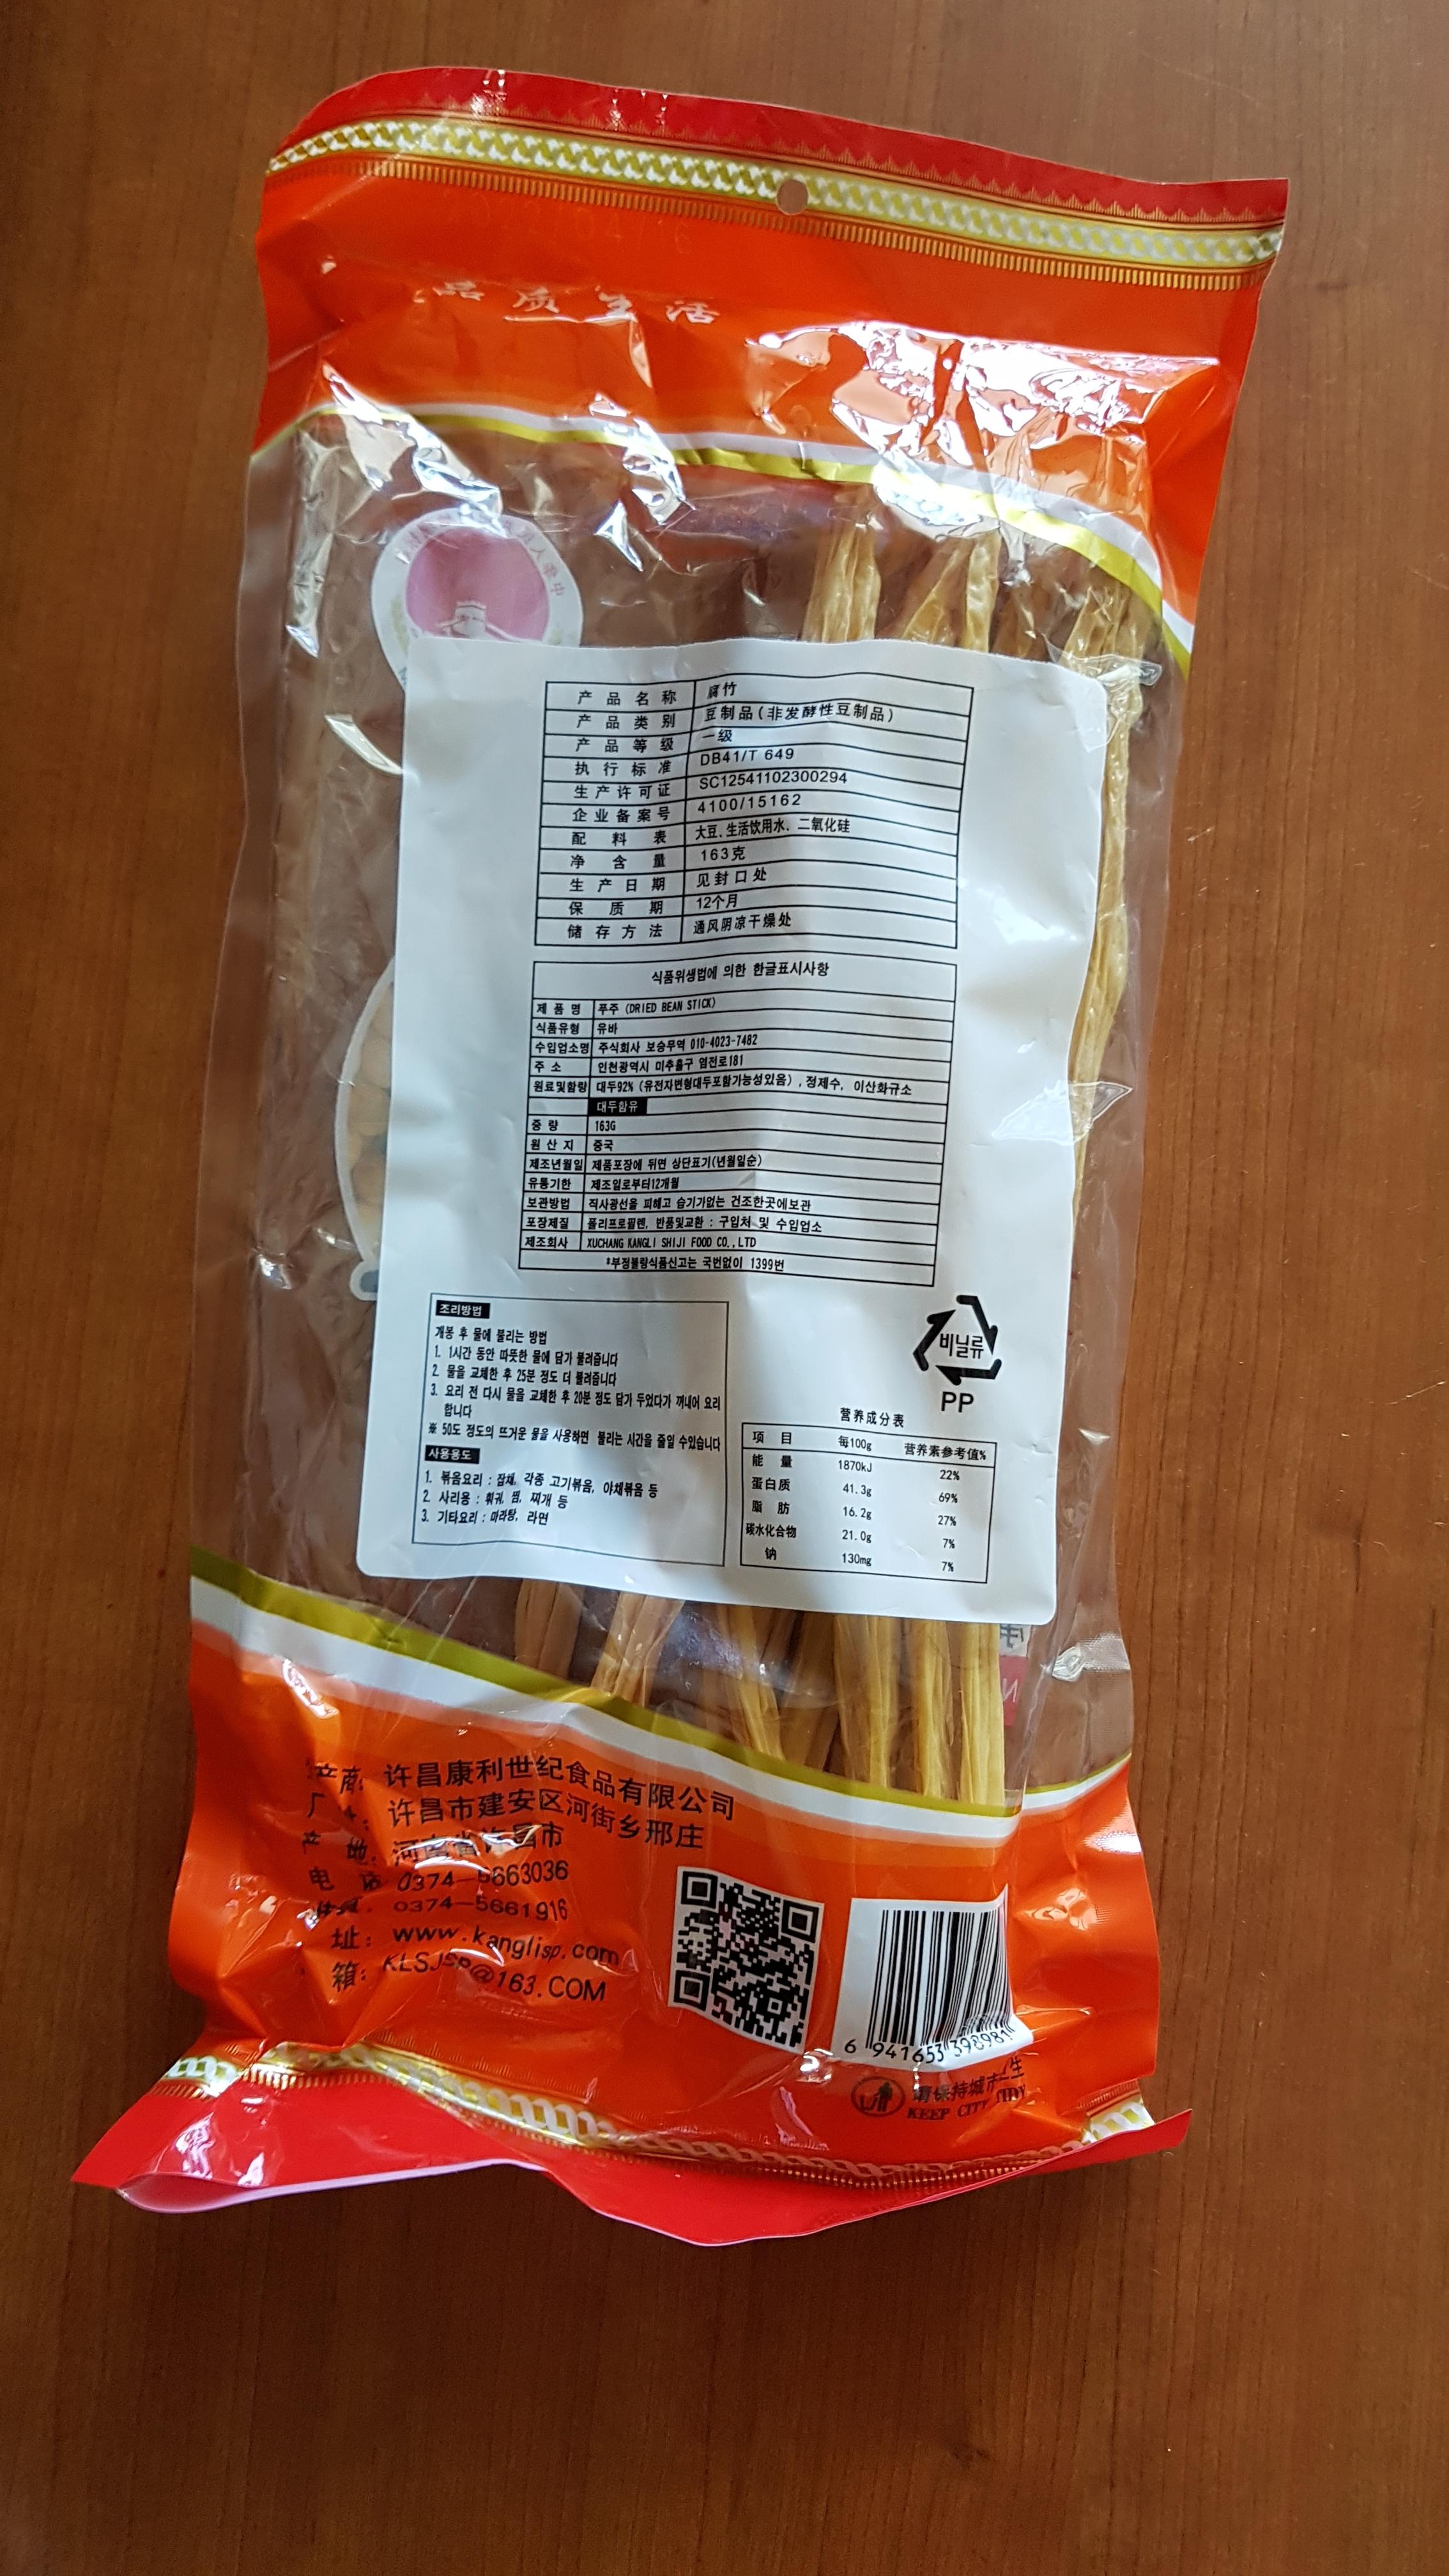 品质生活
产品名称 腐竹
产品类别 豆制品(非发酵性豆制品)
产品等级 一级
执行标准 DB41/T 649
生产许可证 SC12541102300294
企业备案号 4100/15162
配料表 大豆、生活饮用水、二氧化硅
净含量 163克
生产日期 见封口处
保质期 12个月
储存方法 通风阴凉干燥处
식품위생법에 의한 한글표시사항
제품명 푸주 (DRIED BEAN STICK)
식품유형 유바
수입업소명 주식회사 보승무역 010-4023-7482
주소 인천광역시 미추홀구 염전로181
원료및함량 대두92% (유전자변형대두포함가능성있음) , 정제수, 이산화규소
대두함유
중량 163G
원산지 중국
제조년월일 제품포장에 뒤면 상단표기(년월일순)
유통기한 제조일로부터12개월
보관방법 직사광선을 피해고 습기가없는 건조한곳에보관
포장재질 폴리프로필렌, 반품및교환 : 구입처 및 수입업소
제조회사 XUCHANG KANGLI SHIJI FOOD CO.,LTD
*부정불량식품신고는 국번없이 1399번
조리방법
개봉 후 물에 불리는 방법
1. 1시간 동안 따뜻한 물에 담가 불려줍니다
2. 물을 교체한 후 25분 정도 더 불려줍니다
3. 요리 전 다시 물을 교체한 후 20분 정도 담가 두었다가 꺼내어 요리
합니다
※ 50도 정도의 뜨거운 물을 사용하면 불리는 시간을 줄일 수있습니다
사용용도
1. 볶음요리 : 잡채, 각종 고기볶음, 야채볶음 등
2. 사리용 : 훠궈, 찜, 찌개 등
3. 기타요리 : 마라탕, 라면
비닐류
PP
营养成分表
项目 每100g 营养素参考值%
能量 1870kJ 22%
蛋白质 41.3g 69%
脂肪 16.2g 27%
碳水化合物 21.0g 7%
钠 130mg 7%
产商: 许昌康利世纪食品有限公司
厂 许昌市建安区河街乡邢庄
产地: 河南省许昌市
电话 0374-5663036
0374-5661916
址: www.kanglisp.com
箱: KLSJSP@163.COM
6 941653 398981
请保持城市 生
KEEP CITY TIDY